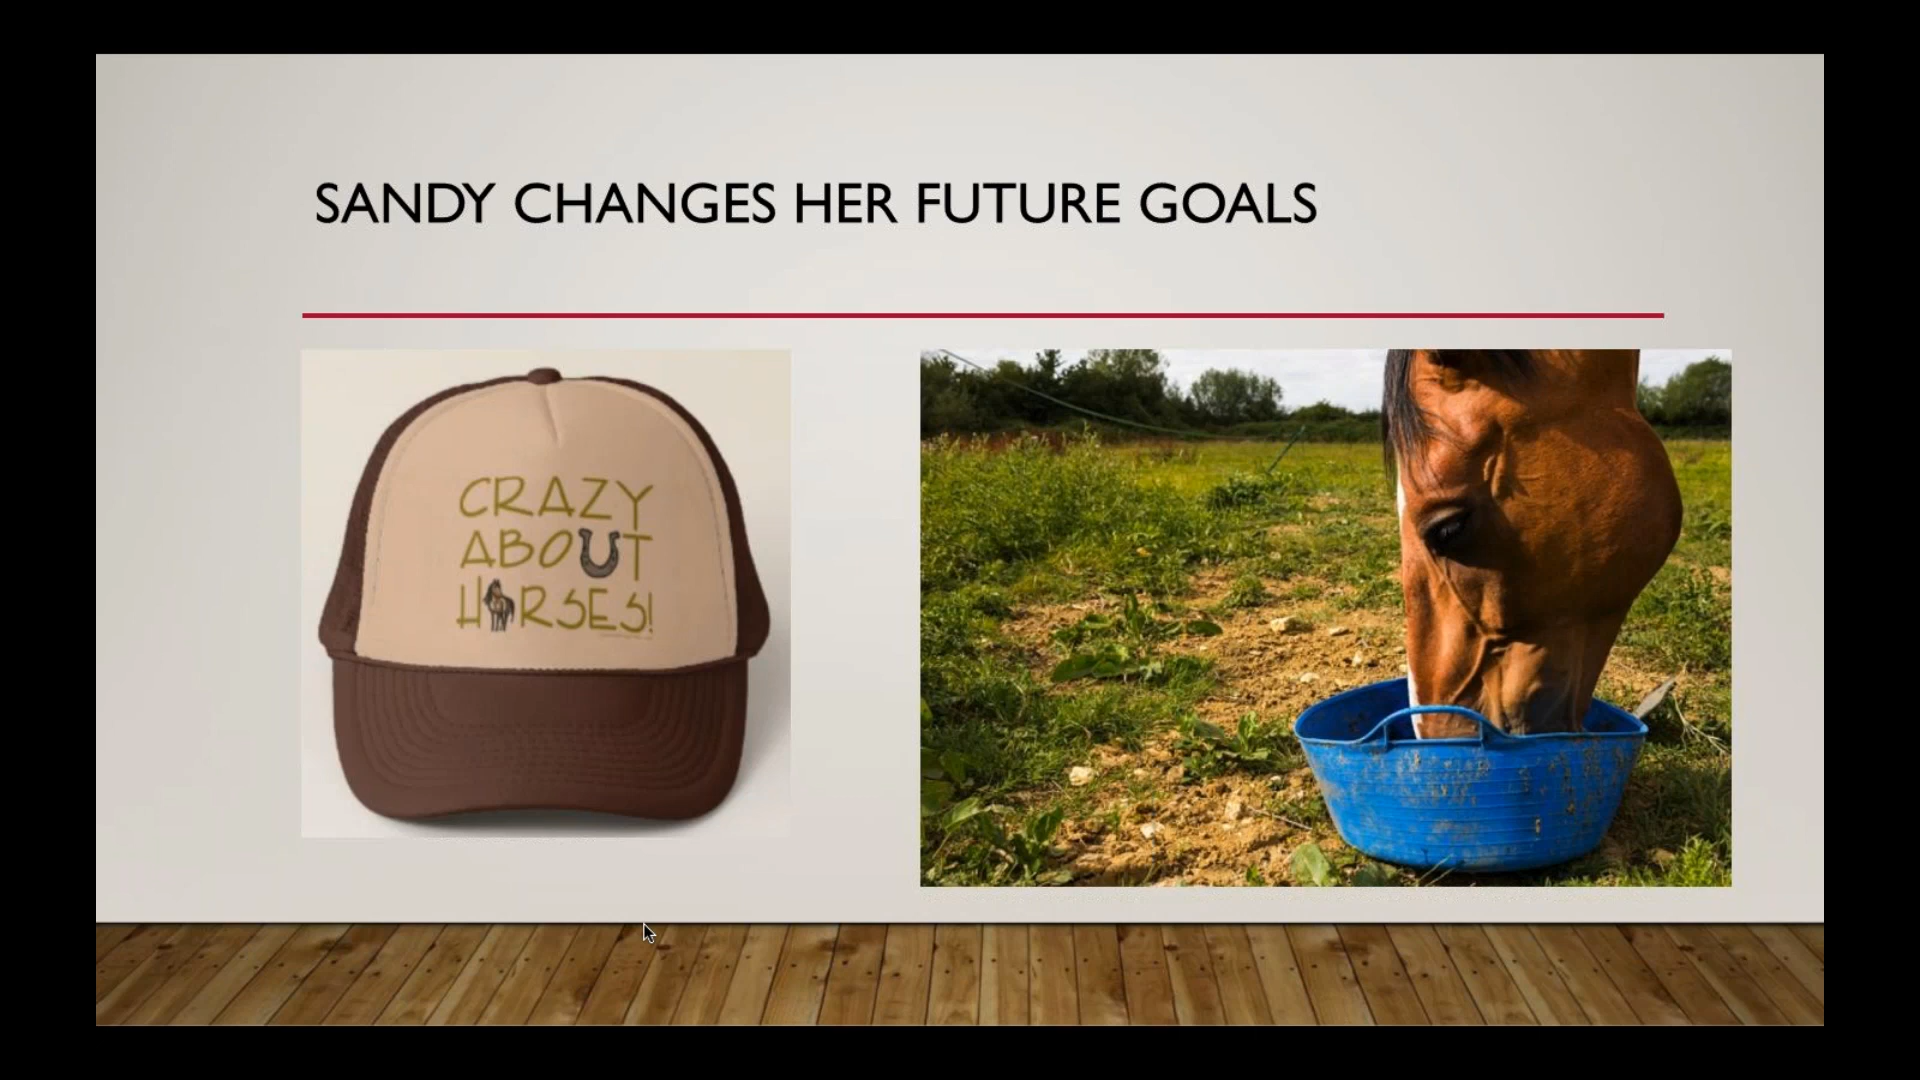 SANDY CHANGES HER FUTURE GOALS
CRAZY
ABOUT
HORSES!